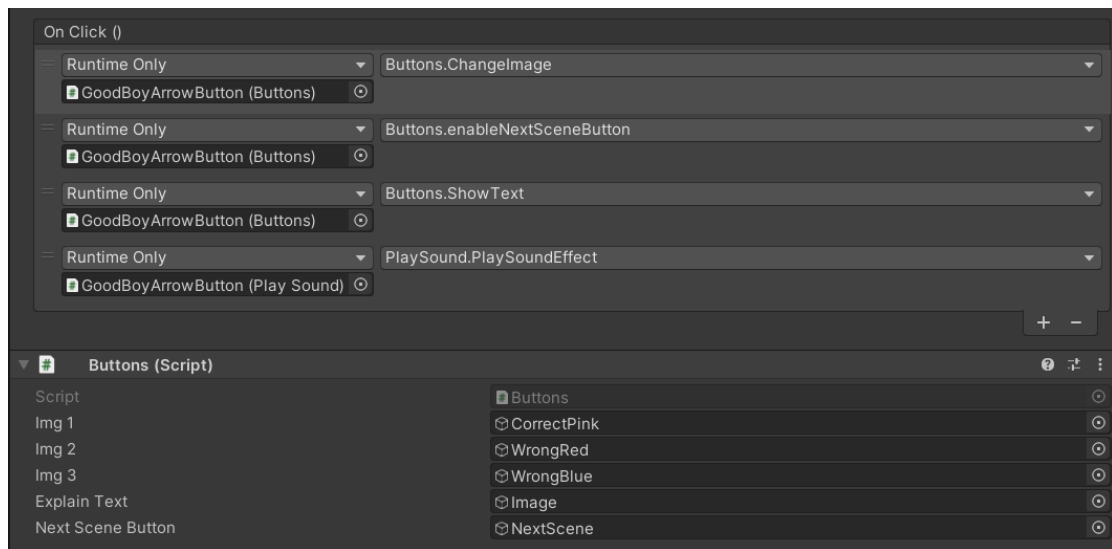 On Click ()
Runtime Only Buttons.ChangeImage
GoodBoyArrowButton (Buttons)
Runtime Only Buttons.enableNextSceneButton
GoodBoyArrowButton (Buttons)
Runtime Only Buttons.ShowText
GoodBoyArrowButton (Buttons)
Runtime Only PlaySound.PlaySoundEffect
GoodBoyArrowButton (Play Sound)
+ −
# Buttons (Script)
Script Buttons
Img 1 CorrectPink
Img 2 WrongRed
Img 3 WrongBlue
Explain Text Image
Next Scene Button NextScene